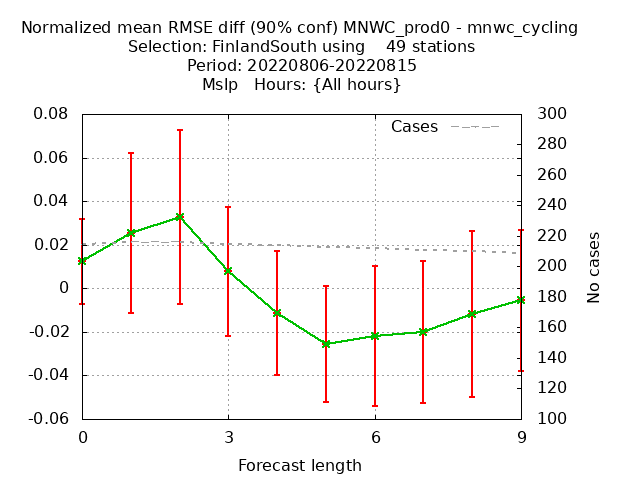 Normalized mean RMSE diff (90% conf) MNWC_prod0 - mnwc_cycling
Selection: FinlandSouth using 49 stations
Period: 20220806-20220815
Mslp Hours: {All hours}
0.08 300
Cases
280
0.06
260
0.04 240
0.02 220
200
0 180
-0.02 160
140
-0.04 120
-0.06 100
No cases
0 3 6 9
Forecast length